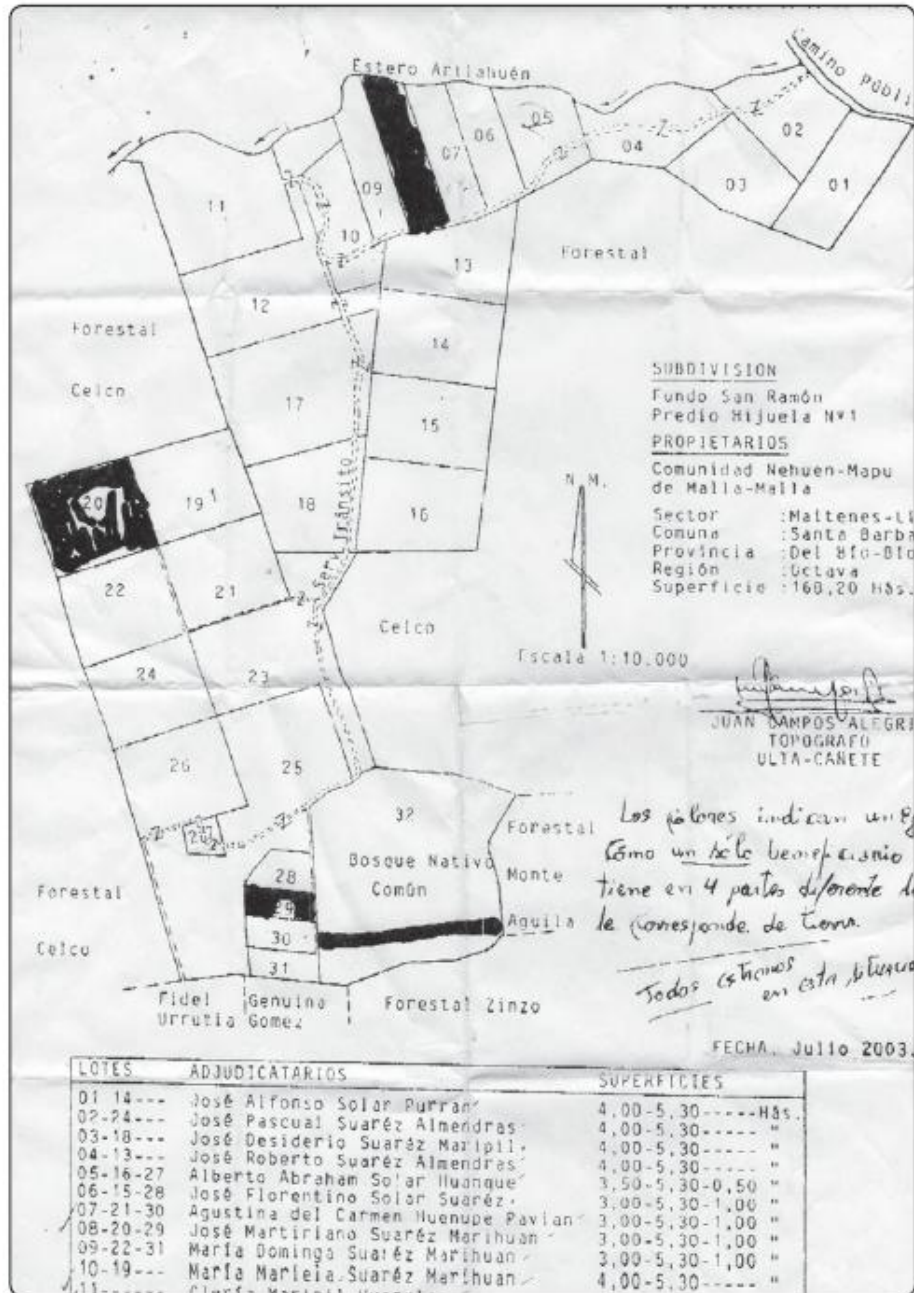 Camino Públi
Estero Arilahuén
01
02
03
04
05
06
07
09
10
11
12
13
14
15
16
17
18
19
20
21
22
23
24
25
26
27
28
29
30
31
32
Forestal
Forestal
Celco
Ser. Tránsito
Celco
SUBDIVISION
Fundo San Ramón
Predio Hijuela Nº1
PROPIETARIOS
Comunidad Nehuen-Mapu
de Malla-Malla
Sector :Maitenes-Li
Comuna :Santa Barba
Provincia :Del Bío-Bío
Región :Octava
Superficie :168,20 Hás.
N.M.
Escala 1:10.000
JUAN CAMPOS ALEGRI
TOPOGRAFO
ULTA-CAÑETE
Bosque Nativo
Común
Forestal
Monte
Aguila
Los colores indican un Ej
Cómo un sólo beneficiario
tiene en 4 partes diferente
le corresponde de tierra.
Todos estamos
en esta situació
Forestal
Celco
Fidel
Urrutia
Genuina
Gomez
Forestal Zinzo
FECHA. Julio 2003.
LOTES ADJUDICATARIOS SUPERFICIES
01 14--- José Alfonso Solar Purran 4,00-5,30-----Hás.
02-24--- José Pascual Suaréz Almendras 4,00-5,30----- "
03-18--- José Desiderio Suaréz Maripil 4,00-5,30----- "
04-13--- José Roberto Suaréz Almendras 4,00-5,30----- "
05-16-27 Alberto Abraham Solar Huanque 3,50-5,30-0,50 "
06-15-28 José Florentino Solar Suaréz 3,00-5,30-1,00 "
07-21-30 Agustina del Carmen Huenupe Pavian 3,00-5,30-1,00 "
08-20-29 José Martiriano Suaréz Marihuan 3,00-5,30-1,00 "
09-22-31 María Dominga Suaréz Marihuan 3,00-5,30-1,00 "
10-19--- María Marleia Suaréz Marihuan 4,00-5,30----- "
11------